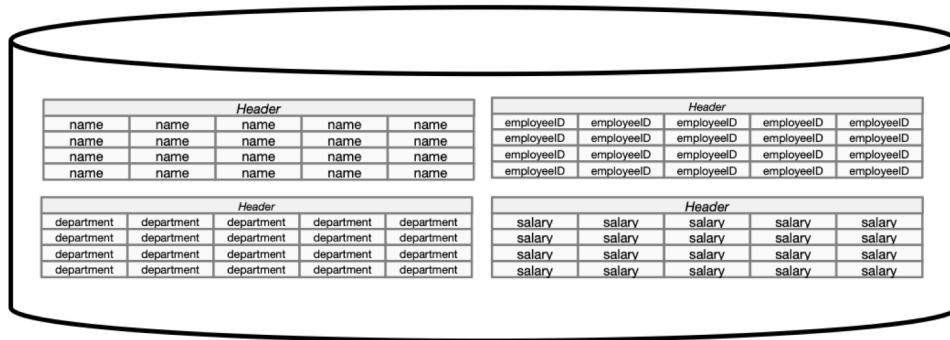 Header
name name name name name
name name name name name
name name name name name
name name name name name
Header
employeeID employeeID employeeID employeeID employeeID
employeeID employeeID employeeID employeeID employeeID
employeeID employeeID employeeID employeeID employeeID
employeeID employeeID employeeID employeeID employeeID
Header
department department department department department
department department department department department
department department department department department
department department department department department
Header
salary salary salary salary salary
salary salary salary salary salary
salary salary salary salary salary
salary salary salary salary salary